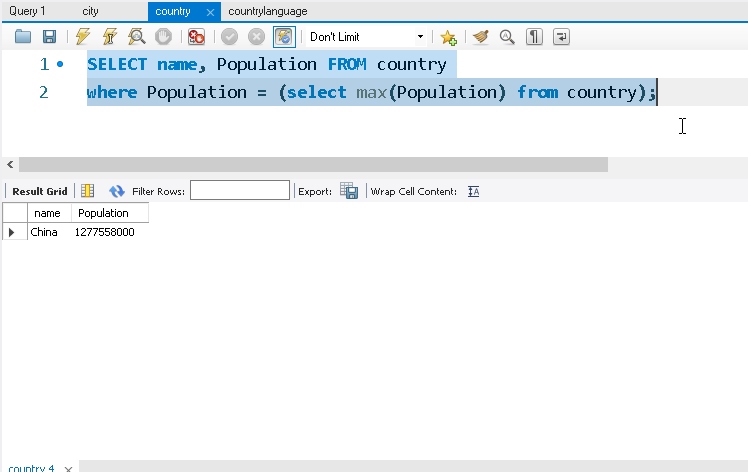 Query 1 city country countrylanguage
Don't Limit
1 SELECT name, Population FROM country
2 where Population = (select max(Population) from country);
Result Grid Filter Rows: Export: Wrap Cell Content:
name Population
China 1277558000
country 4